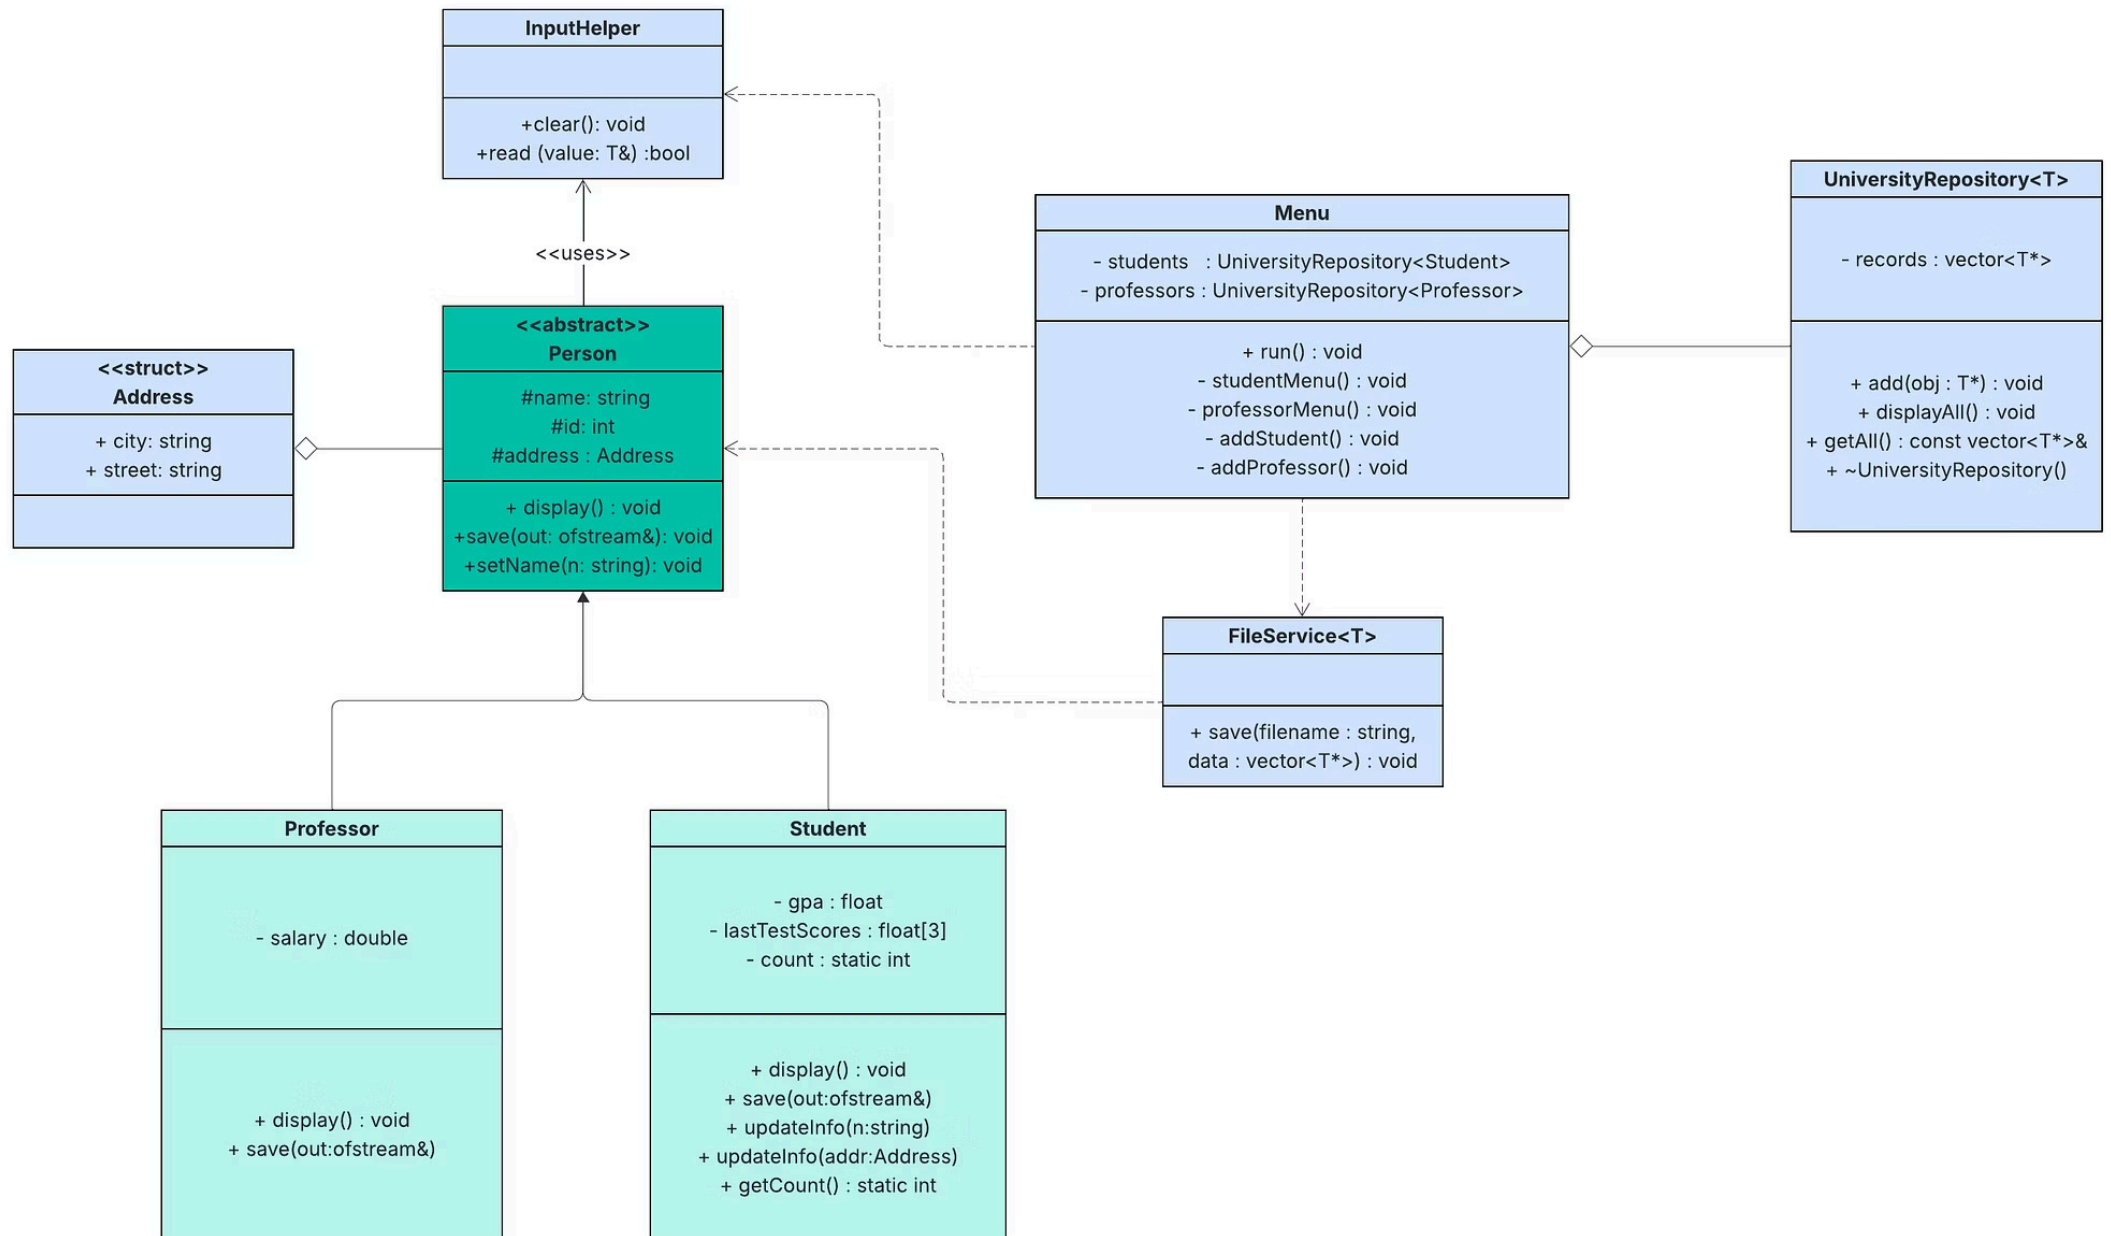 InputHelper
+clear(): void
+read (value: T&) :bool
<<uses>>
<<abstract>>
Person
#name: string
#id: int
#address : Address
+ display() : void
+save(out: ofstream&): void
+setName(n: string): void
<<struct>>
Address
+ city: string
+ street: string
Menu
- students   : UniversityRepository<Student>
- professors : UniversityRepository<Professor>
+ run() : void
- studentMenu() : void
- professorMenu() : void
- addStudent() : void
- addProfessor() : void
UniversityRepository<T>
- records : vector<T*>
+ add(obj : T*) : void
+ displayAll() : void
+ getAll() : const vector<T*>&
+ ~UniversityRepository()
FileService<T>
+ save(filename : string,
data : vector<T*>) : void
Professor
- salary : double
+ display() : void
+ save(out:ofstream&)
Student
- gpa : float
- lastTestScores : float[3]
- count : static int
+ display() : void
+ save(out:ofstream&)
+ updateInfo(n:string)
+ updateInfo(addr:Address)
+ getCount() : static int